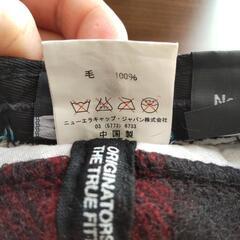 毛 100%
ニューエラキャップ・ジャパン株式会社
03 (5773) 6733
中国製
ORIGINATORS
THE TRUE FIT